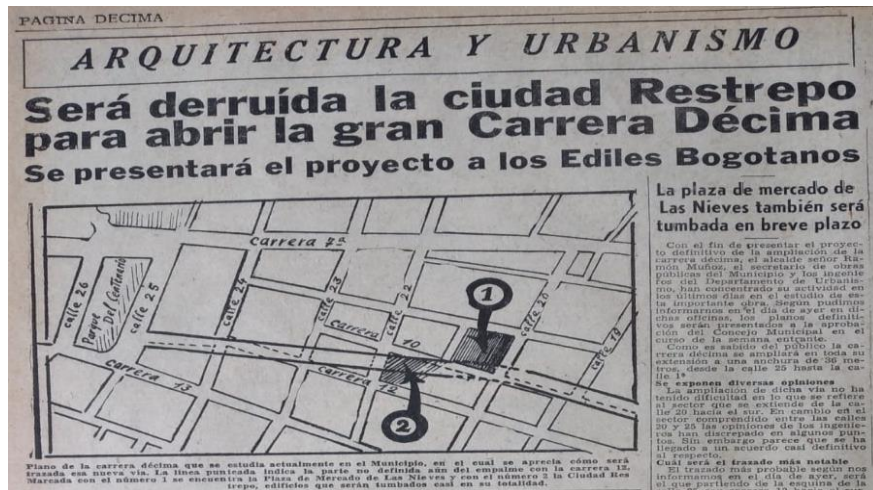 PAGINA DECIMA
ARQUITECTURA Y URBANISMO
Será derruída la ciudad Restrepo
para abrir la gran Carrera Décima
Se presentará el proyecto a los Ediles Bogotanos
Carrera 7ª
calle 26
Parque Del Centenario
calle 25
calle 24
calle 23
calle 22
calle 20
calle 19
Carrera 10
Carrera 13
Carrera 12
1
2
Plano de la carrera décima que se estudia actualmente en el Municipio, en el cual se aprecia cómo será
trazada esa nueva vía. La línea punteada indica la parte no definida aún del empalme con la carrera 12.
Marcada con el número 1 se encuentra la Plaza de Mercado de Las Nieves y con el número 2 la Ciudad Res
trepo, edificios que serán tumbados casi en su totalidad.
La plaza de mercado de
Las Nieves también será
tumbada en breve plazo
Con el fin de presentar el proyec-
to definitivo de la ampliación de la
carrera décima, el alcalde señor Ra-
món Muñoz, el secretario de obras
públicas del Municipio y los ingenie
ros del Departamento de Urbanis-
mo, han concentrado su actividad en
los últimos días en el estudio de es-
ta importante obra. Según pudimos
informarnos en el día de ayer en di-
chas oficinas, los planos definiti-
vos serán presentados a la aproba-
ción del Concejo Municipal en el
curso de la semana entrante.
Como es sabido del público la ca-
rrera décima se ampliará en toda su
extensión a una anchura de 36 me-
tros, desde la calle 25 hasta la ca-
lle 1ª
Se exponen diversas opiniones
La ampliación de dicha vía no ha
tenido dificultad en lo que se refiere
al sector que se extiende de la ca-
lle 20 hacia el sur. En cambio en el
sector comprendido entre las calles
20 y 25 las opiniones de los ingenie-
ros han discrepado en algunos pun-
tos. Sin embargo parece que se ha
llegado a un acuerdo casi definitivo
al respecto.
Cuál será el trazado más notable
El trazado más probable según nos
informaron en el día de ayer, será
el que partiendo de la esquina de la